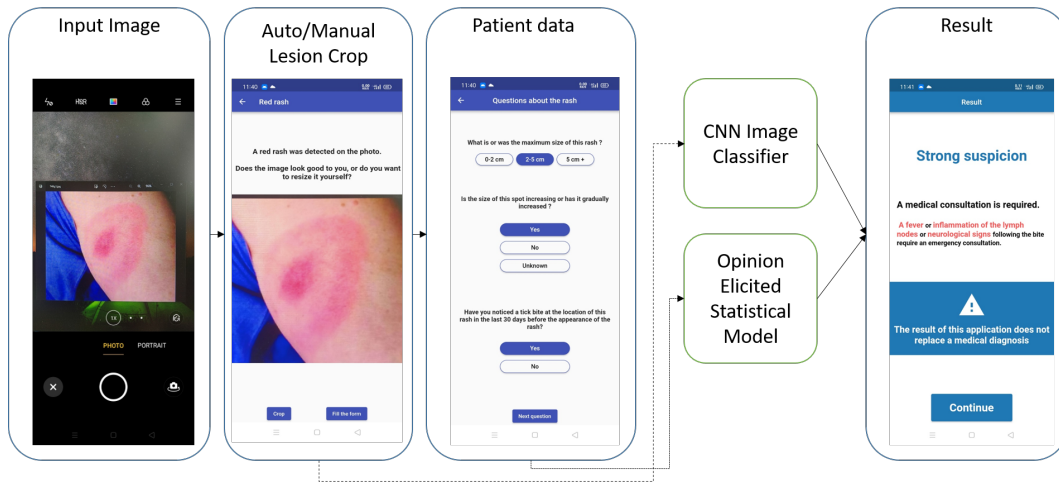 Input Image
HDR
1X
PHOTO
PORTRAIT
Auto/Manual
Lesion Crop
11:40
Red rash
A red rash was detected on the photo.
Does the image look good to you, or do you want
to resize it yourself?
Crop
Fill the form
Patient data
11:40
Questions about the rash
What is or was the maximum size of this rash ?
0-2 cm
2-5 cm
5 cm +
Is the size of this spot increasing or has it gradually
increased ?
Yes
No
Unknown
Have you noticed a tick bite at the location of this
rash in the last 30 days before the appearance of the
rash?
Yes
No
Next question
CNN Image
Classifier
Opinion
Elicited
Statistical
Model
Result
11:41
Result
Strong suspicion
A medical consultation is required.
A fever or inflammation of the lymph
nodes or neurological signs following the bite
require an emergency consultation.
The result of this application does not
replace a medical diagnosis
Continue